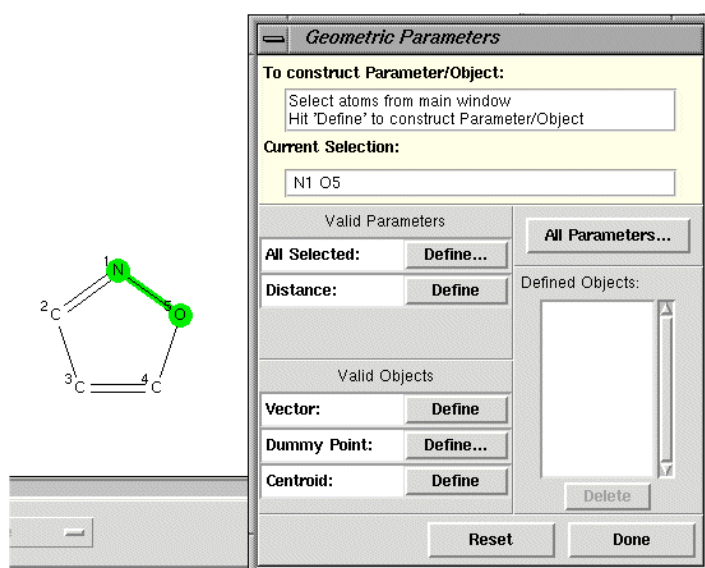 Geometric Parameters
To construct Parameter/Object:
Select atoms from main window
Hit 'Define' to construct Parameter/Object
Current Selection:
N1 O5
Valid Parameters
All Selected: Define...
Distance: Define
Valid Objects
Vector: Define
Dummy Point: Define...
Centroid: Define
All Parameters...
Defined Objects:
Delete
Reset Done
1 N
2 C
5 O
3 C
4 C